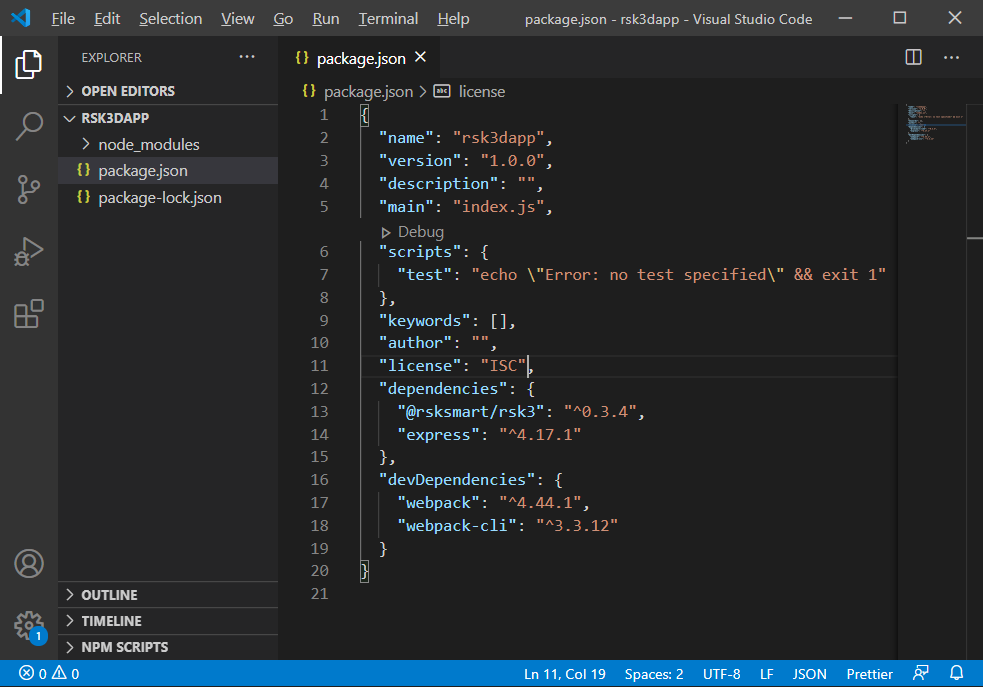 File Edit Selection View Go Run Terminal Help package.json - rsk3dapp - Visual Studio Code
EXPLORER
OPEN EDITORS
RSK3DAPP
node_modules
package.json
package-lock.json
OUTLINE
TIMELINE
NPM SCRIPTS
1
{} package.json
{} package.json > abc license
1 {
2 "name": "rsk3dapp",
3 "version": "1.0.0",
4 "description": "",
5 "main": "index.js",
Debug
6 "scripts": {
7 "test": "echo \"Error: no test specified\" && exit 1"
8 },
9 "keywords": [],
10 "author": "",
11 "license": "ISC",
12 "dependencies": {
13 "@rsksmart/rsk3": "^0.3.4",
14 "express": "^4.17.1"
15 },
16 "devDependencies": {
17 "webpack": "^4.44.1",
18 "webpack-cli": "^3.3.12"
19 }
20 }
21
0 0 Ln 11, Col 19 Spaces: 2 UTF-8 LF JSON Prettier